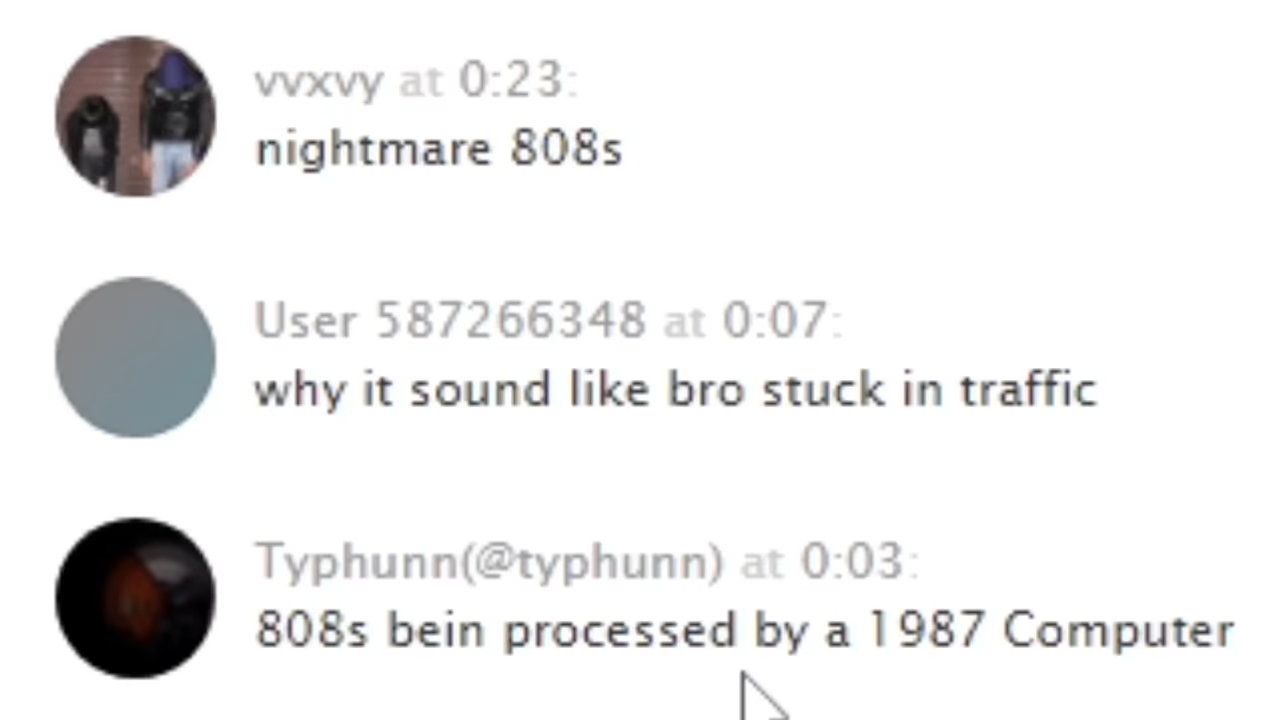 vvxvy at 0:23:
nightmare 808s
User 587266348 at 0:07:
why it sound like bro stuck in traffic
Typhunn(@typhunn) at 0:03:
808s bein processed by a 1987 Computer